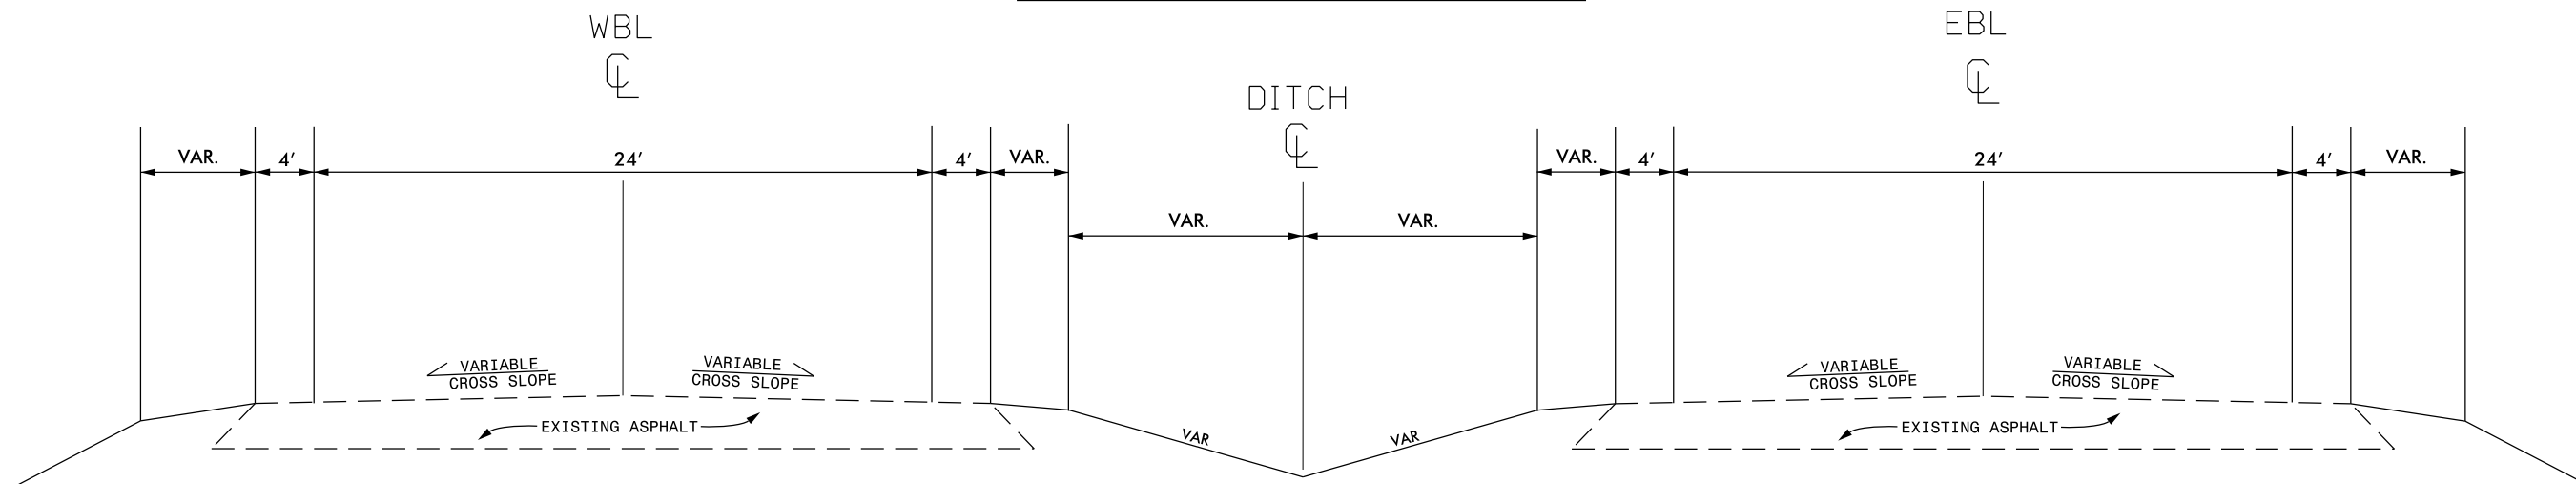 WBL
℄
EBL
℄
DITCH
℄
VAR. 4' 24' 4' VAR. VAR. 4' 24' 4' VAR.
VAR. VAR.
VARIABLE
CROSS SLOPE
VARIABLE
CROSS SLOPE
VARIABLE
CROSS SLOPE
VARIABLE
CROSS SLOPE
EXISTING ASPHALT
VAR
VAR
EXISTING ASPHALT